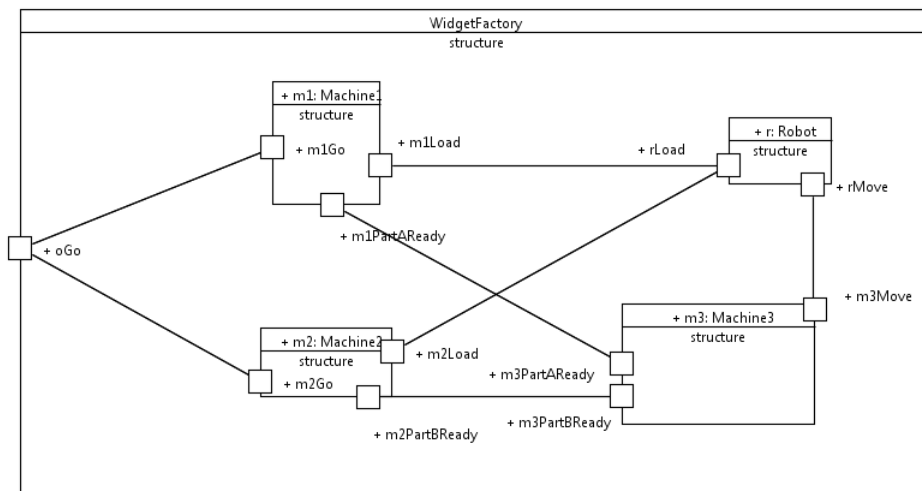 WidgetFactory
structure
+ m1: Machine1
structure
+ m1Go
+ m1Load
+ rLoad
+ r: Robot
structure
+ rMove
+ m1PartAReady
+ oGo
+ m3Move
+ m3: Machine3
structure
+ m2: Machine2
structure
+ m2Load
+ m2Go
+ m3PartAReady
+ m3PartBReady
+ m2PartBReady